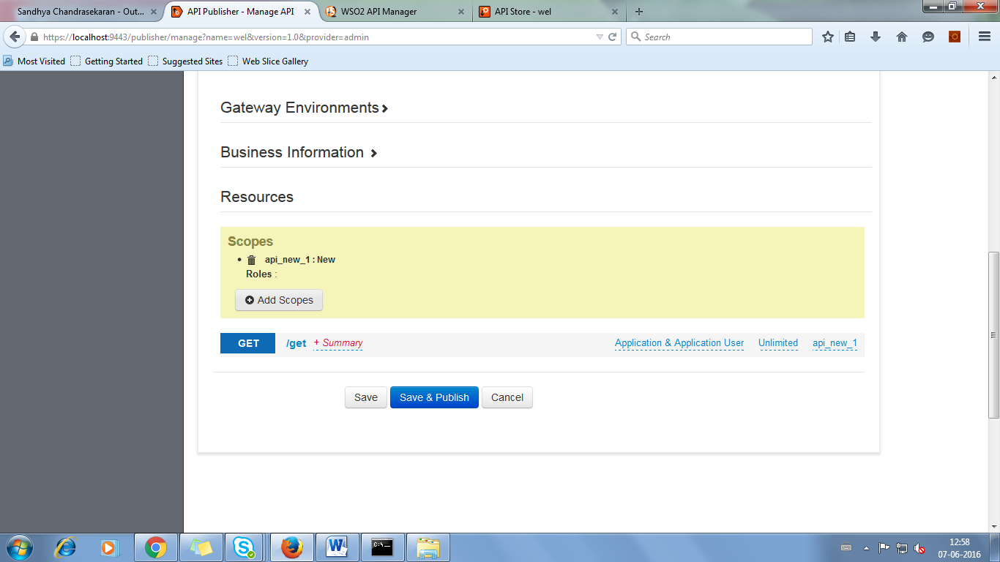 Sandhya Chandrasekaran - Out...
API Publisher - Manage API
WSO2 API Manager
API Store - wel
https://localhost:9443/publisher/manage?name=wel&version=1.0&provider=admin
Search
Most Visited
Getting Started
Suggested Sites
Web Slice Gallery
Gateway Environments
Business Information
Resources
Scopes
api_new_1 : New
Roles :
Add Scopes
GET /get + Summary Application & Application User Unlimited api_new_1
Save Save & Publish Cancel
12:58
07-06-2016